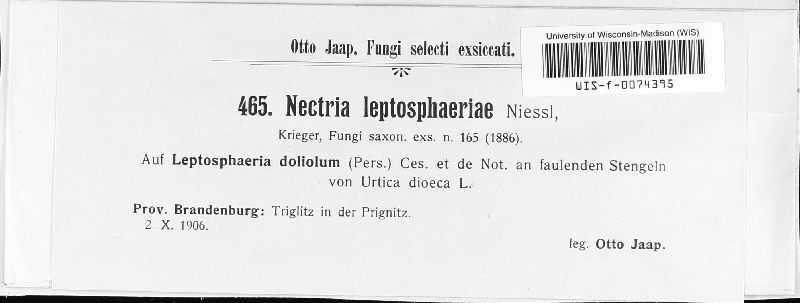 Otto Jaap, Fungi selecti exsiccati.
University of Wisconsin-Madison (WIS)
WIS-f-0074395
465. Nectria leptosphaeriae Niessl,
Krieger, Fungi saxon. exs. n. 165 (1886).
Auf Leptosphaeria doliolum (Pers.) Ces. et de Not. an faulenden Stengeln
von Urtica dioeca L.
Prov. Brandenburg: Triglitz in der Prignitz.
2. X. 1906.
leg. Otto Jaap.